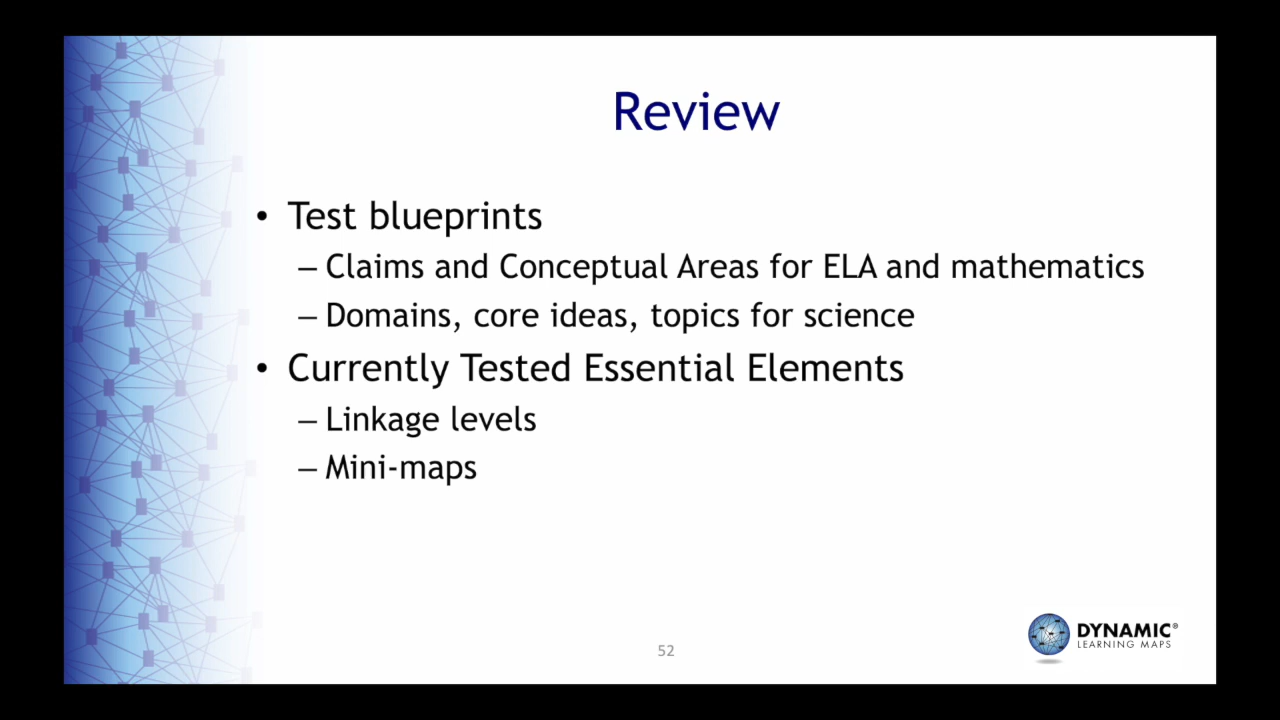 Review
• Test blueprints
– Claims and Conceptual Areas for ELA and mathematics
– Domains, core ideas, topics for science
• Currently Tested Essential Elements
– Linkage levels
– Mini-maps
52
DYNAMIC®
LEARNING MAPS